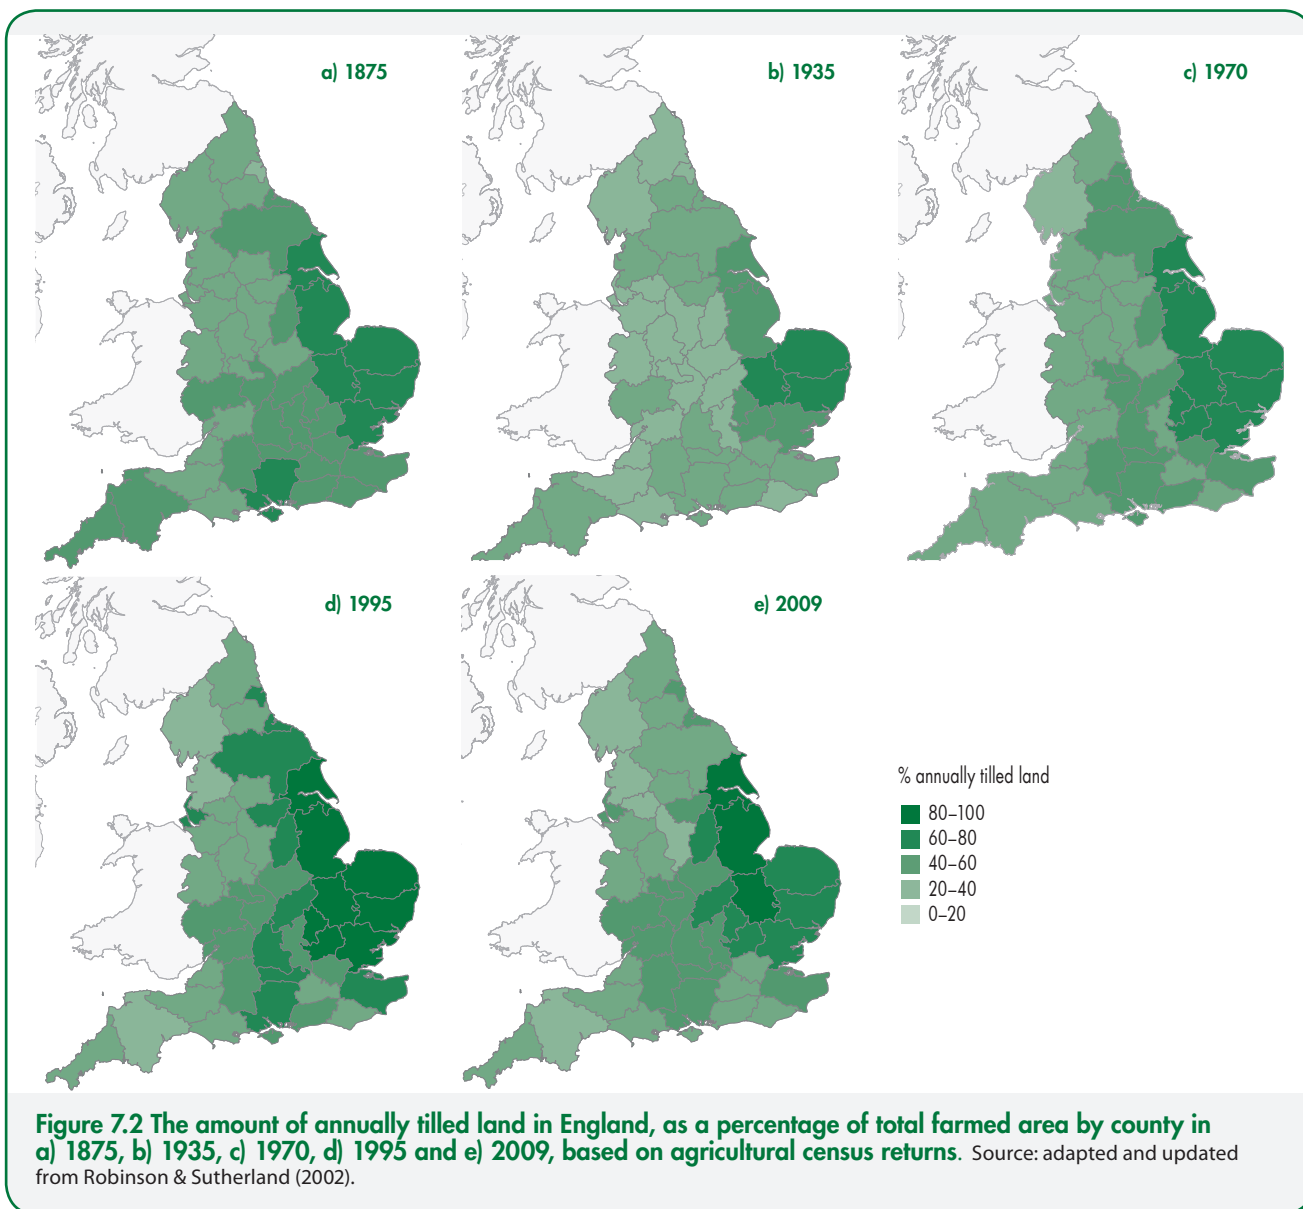 a) 1875
b) 1935
c) 1970
d) 1995
e) 2009
% annually tilled land
80–100
60–80
40–60
20–40
0–20
Figure 7.2 The amount of annually tilled land in England, as a percentage of total farmed area by county in
a) 1875, b) 1935, c) 1970, d) 1995 and e) 2009, based on agricultural census returns. Source: adapted and updated
from Robinson & Sutherland (2002).